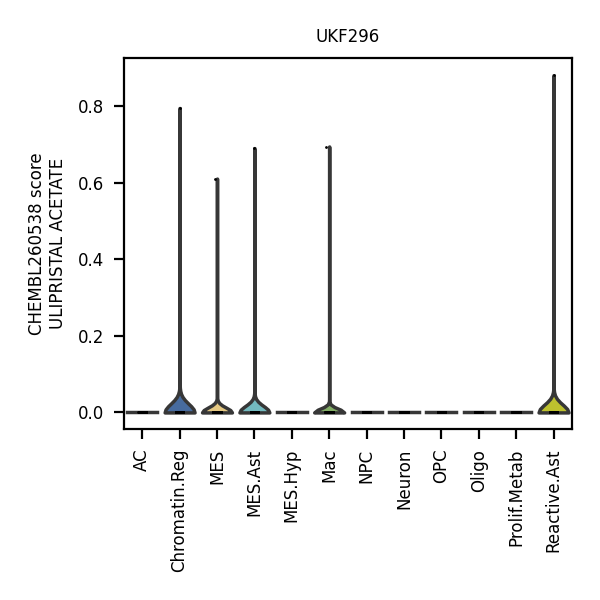 UKF296
CHEMBL260538 score
ULIPRISTAL ACETATE
0.8
0.6
0.4
0.2
0.0
AC
Chromatin.Reg
MES
MES.Ast
MES.Hyp
Mac
NPC
Neuron
OPC
Oligo
Prolif.Metab
Reactive.Ast